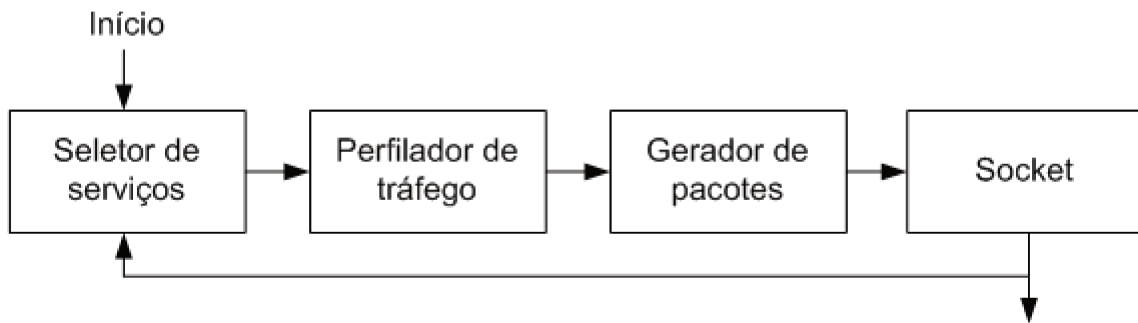 Início
Seletor de
serviços
Perfilador de
tráfego
Gerador de
pacotes
Socket